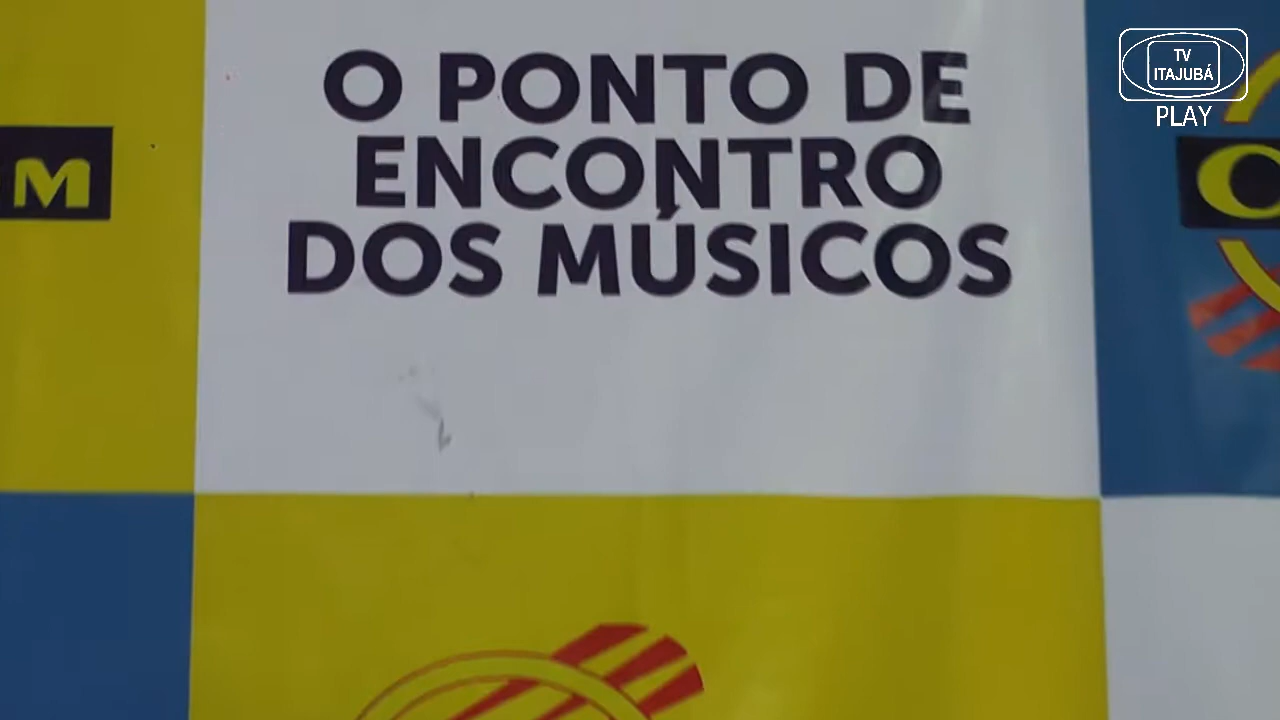 TV
ITAJUBÁ
PLAY
O PONTO DE
ENCONTRO
DOS MÚSICOS
M